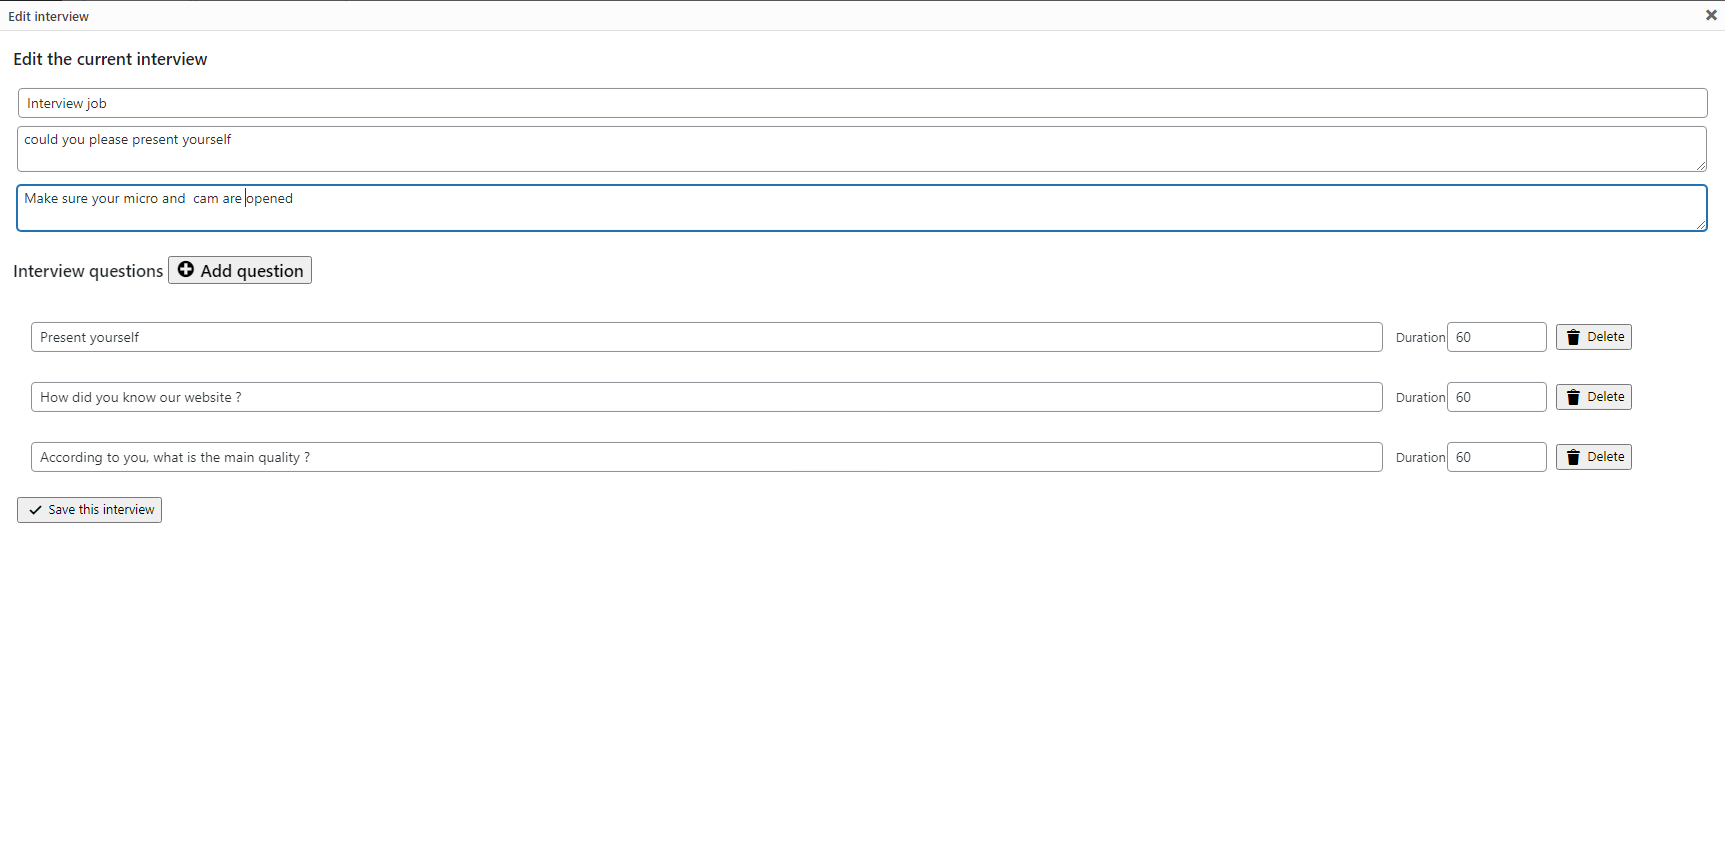 Edit interview
Edit the current interview
Interview job
could you please present yourself
Make sure your micro and  cam are opened
Interview questions Add question
Present yourself Duration 60 Delete
How did you know our website ? Duration 60 Delete
According to you, what is the main quality ? Duration 60 Delete
Save this interview